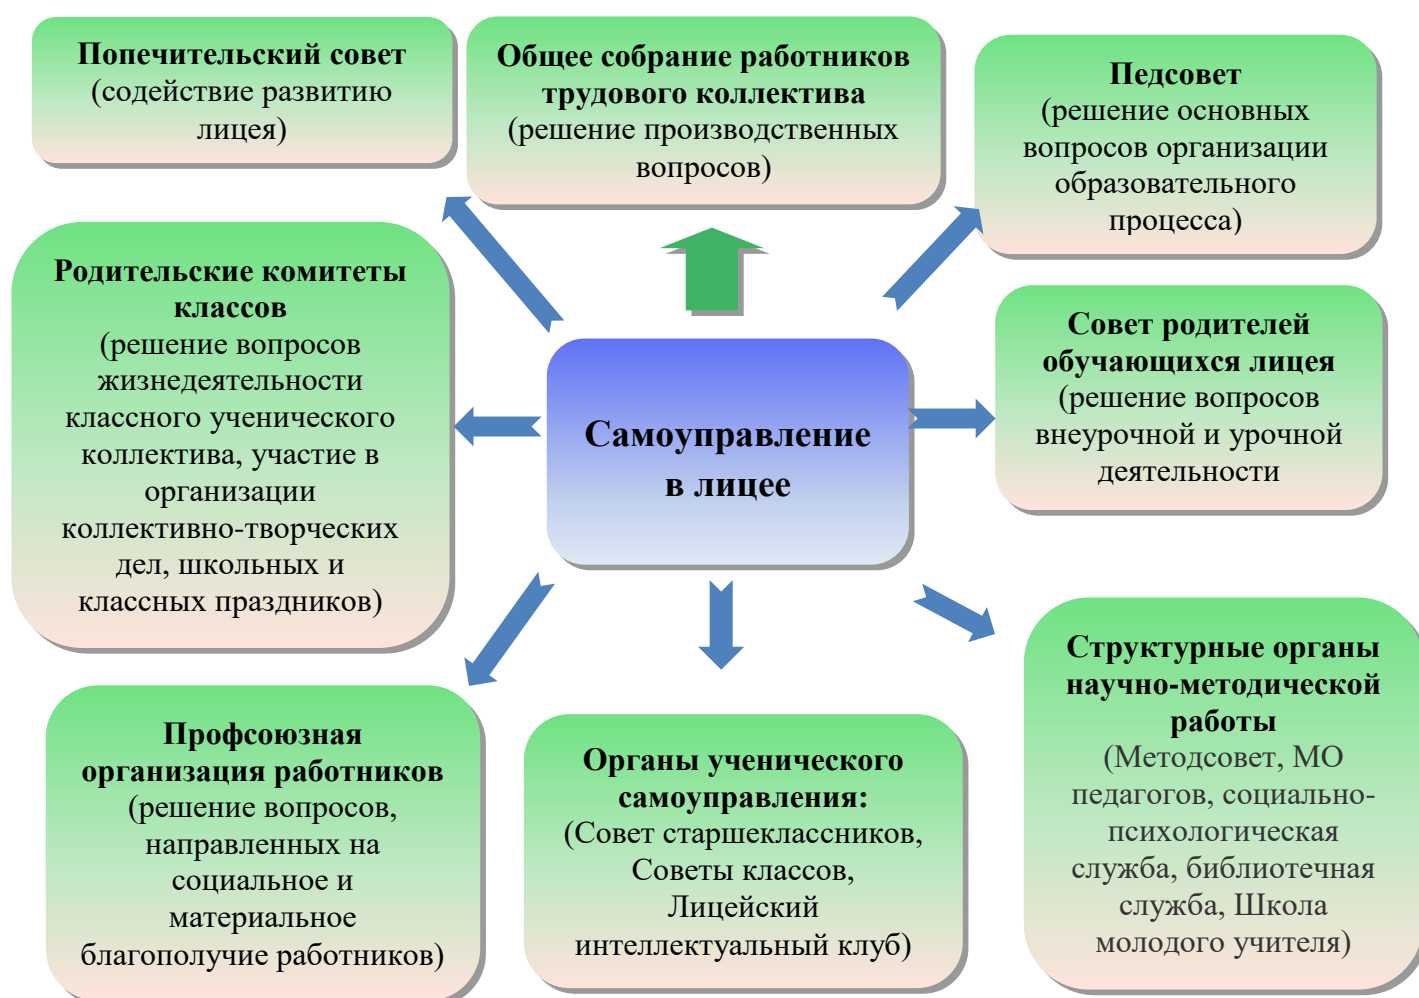 Попечительский совет
(содействие развитию
лицея)
Общее собрание работников
трудового коллектива
(решение производственных
вопросов)
Педсовет
(решение основных
вопросов организации
образовательного
процесса)
Родительские комитеты
классов
(решение вопросов
жизнедеятельности
классного ученического
коллектива, участие в
организации
коллективно-творческих
дел, школьных и
классных праздников)
Самоуправление
в лицее
Совет родителей
обучающихся лицея
(решение вопросов
внеурочной и урочной
деятельности
Профсоюзная
организация работников
(решение вопросов,
направленных на
социальное и
материальное
благополучие работников)
Органы ученического
самоуправления:
(Совет старшеклассников,
Советы классов,
Лицейский
интеллектуальный клуб)
Структурные органы
научно-методической
работы
(Методсовет, МО
педагогов, социально-
психологическая
служба, библиотечная
служба, Школа
молодого учителя)